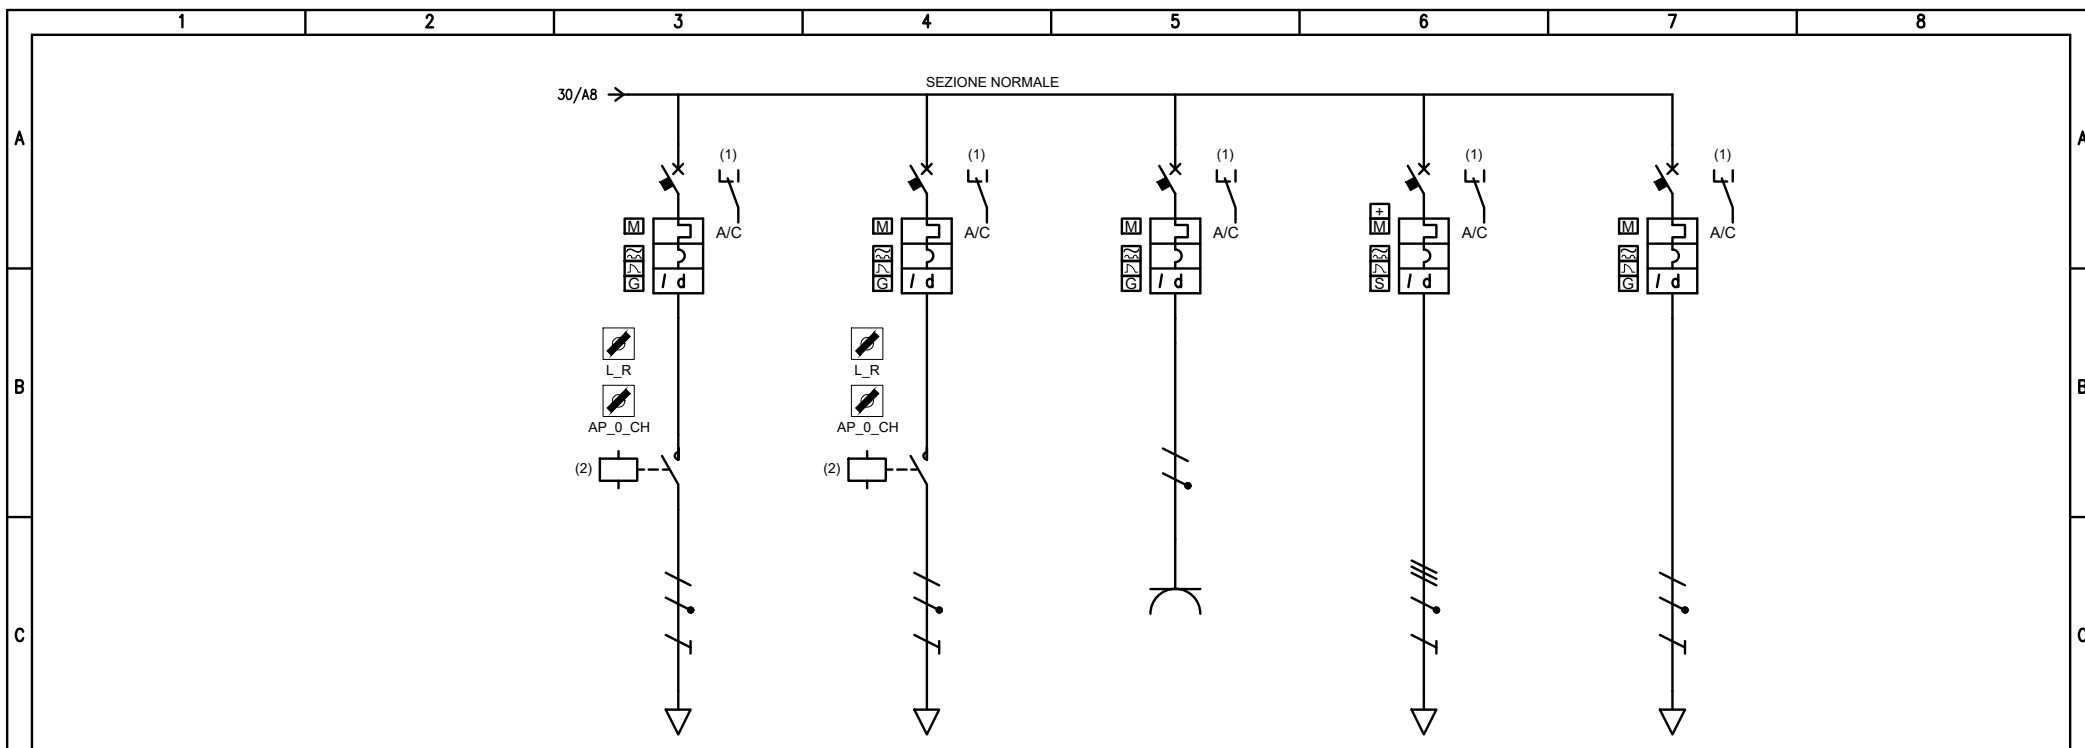 1 2 3 4 5 6 7 8
SEZIONE NORMALE
30/A8
A A
(1) (1) (1) (1) (1)
+
M M M M M
A/C A/C A/C A/C A/C
G I d G I d G I d S I d G I d
L_R L_R
B B
AP_0_CH AP_0_CH
(2) (2)
C C